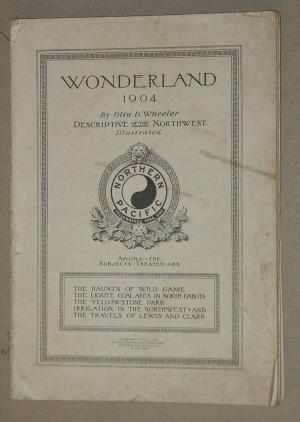 WONDERLAND
1904
By Olin D. Wheeler
DESCRIPTIVE OF THE NORTHWEST
Illustrated
NORTHERN
PACIFIC
AMONG · THE
SUBJECTS · TREATED · ARE
THE HAUNTS OF WILD GAME
THE LIGNITE COAL AREA IN NORTH DAKOTA
THE YELLOWSTONE PARK
IRRIGATION IN THE NORTHWEST · AND
THE TRAVELS OF LEWIS AND CLARK